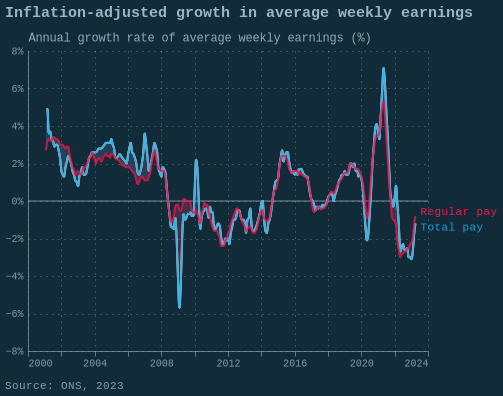 Inflation-adjusted growth in average weekly earnings
Annual growth rate of average weekly earnings (%)
8%
6%
4%
2%
0%
−2%
−4%
−6%
−8%
Regular pay
Total pay
2000 2004 2008 2012 2016 2020 2024
Source: ONS, 2023